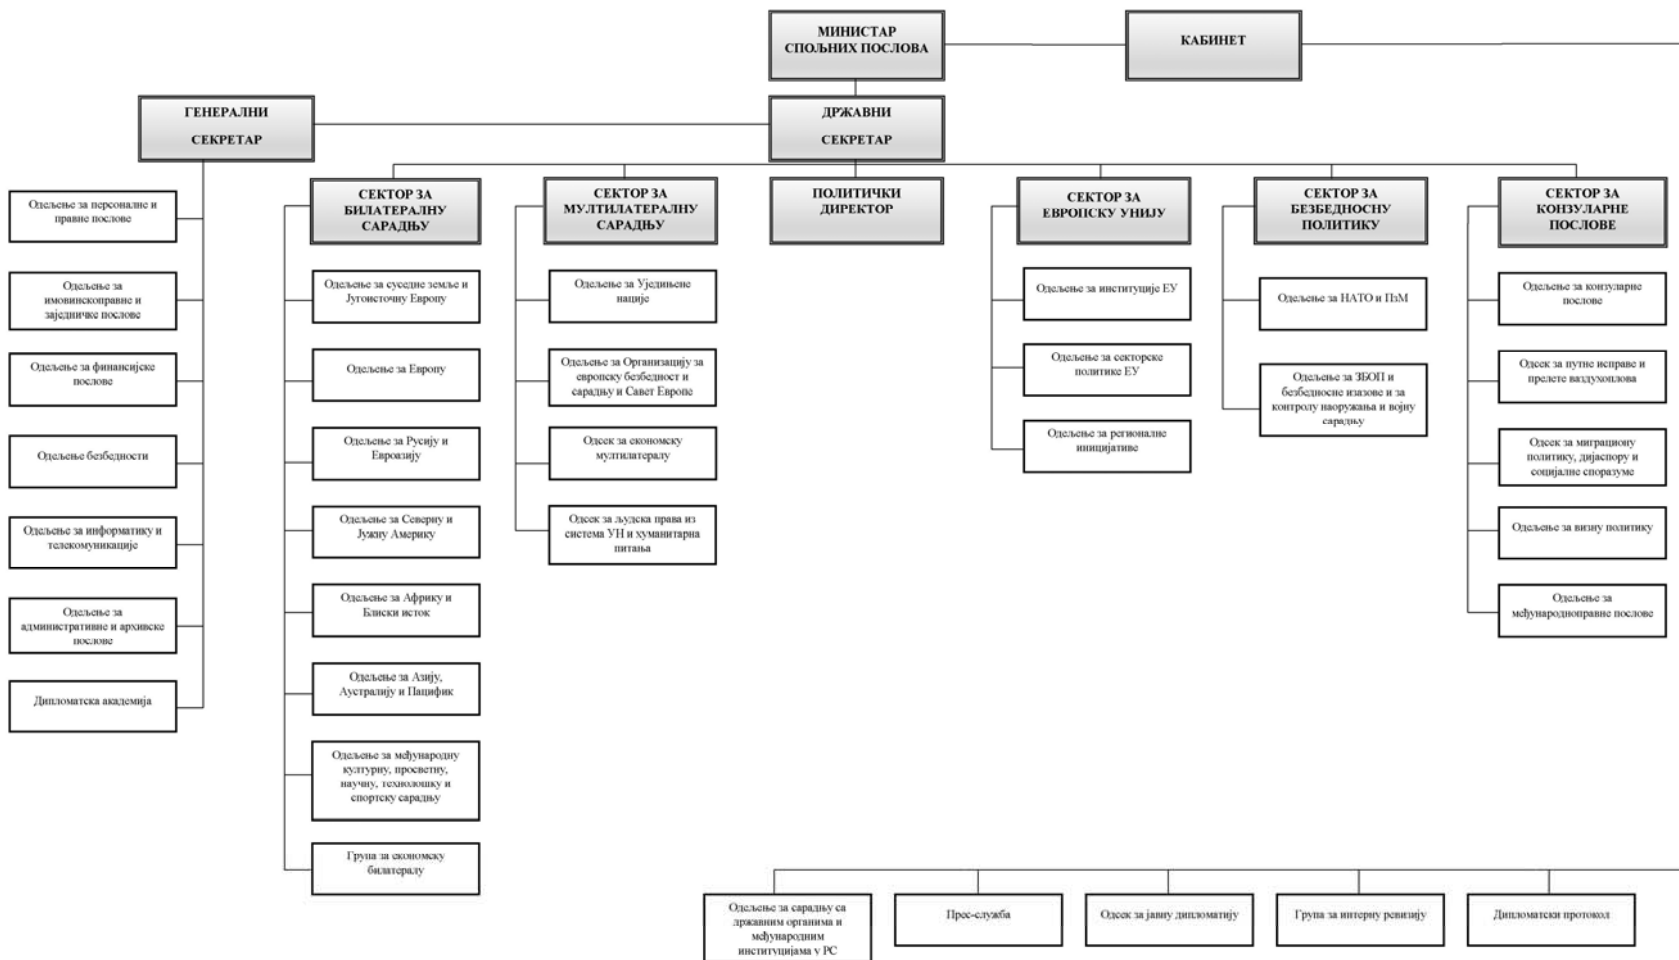 МИНИСТАР
СПОЉНИХ ПОСЛОВА
КАБИНЕТ
ГЕНЕРАЛНИ
СЕКРЕТАР
ДРЖАВНИ
СЕКРЕТАР
Одељење за персоналне и
правне послове
Одељење за
имовинскоправне и
заједничке послове
Одељење за финансијске
послове
Одељење безбедности
Одељење за информатику и
телекомуникације
Одељење за
административне и архивске
послове
Дипломатска академија
СЕКТОР ЗА
БИЛАТЕРАЛНУ
САРАДЊУ
Одељење за суседне земље и
Југоисточну Европу
Одељење за Европу
Одељење за Русију и
Евроазију
Одељење за Северну и
Јужну Америку
Одељење за Африку и
Блиски исток
Одељење за Азију,
Аустралију и Пацифик
Одељење за међународну
културну, просветну,
научну, технолошку и
спортску сарадњу
Група за економску
билатералу
СЕКТОР ЗА
МУЛТИЛАТЕРАЛНУ
САРАДЊУ
Одељење за Уједињене
нације
Одељење за Организацију за
европску безбедност и
сарадњу и Савет Европе
Одсек за економску
мултилатералу
Одсек за људска права из
система УН и хуманитарна
питања
ПОЛИТИЧКИ
ДИРЕКТОР
СЕКТОР ЗА
ЕВРОПСКУ УНИЈУ
Одељење за институције ЕУ
Одељење за секторске
политике ЕУ
Одељење за регионалне
иницијативе
СЕКТОР ЗА
БЕЗБЕДНОСНУ
ПОЛИТИКУ
Одељење за НАТО и ПзМ
Одељење за ЗБОП и
безбедносне изазове и за
контролу наоружања и војну
сарадњу
СЕКТОР ЗА
КОНЗУЛАРНЕ
ПОСЛОВЕ
Одељење за конзуларне
послове
Одсек за путне исправе и
прелете ваздухоплова
Одсек за миграциону
политику, дијаспору и
социјалне споразуме
Одељење за визну политику
Одељење за
међународноправне послове
Одељење за сарадњу са
државним органима и
међународним
институцијама у РС
Прес-служба
Одсек за јавну дипломатију
Група за интерну ревизију
Дипломатски протокол